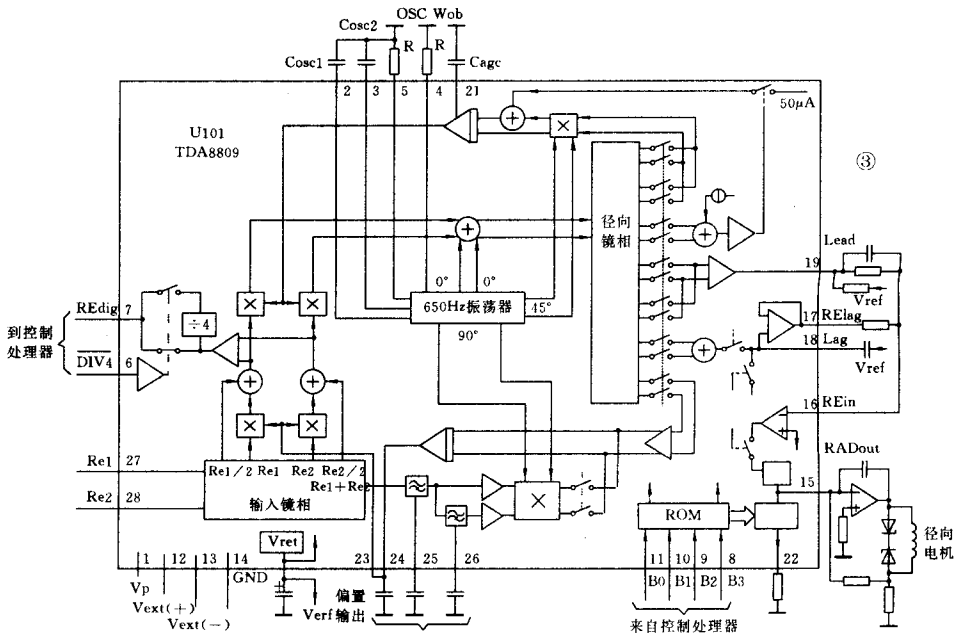 Cosc2
OSC
Wob
R
R
Cosc1
Cagc
2
3
5
4
21
50μA
U101
TDA8809
③
径向
镜相
Lead
19
Vref
0°
0°
650Hz振荡器
45°
90°
REdig
7
÷4
到控制
处理器
DIV4
6
17
RElag
18
Lag
Vref
16
REin
RADout
15
Re1
27
Re1/2
Re1
Re2
Re2/2
Re1+Re2
Re2
28
输入镜相
ROM
径向
电机
Vret
1
12
13
14
23
24
25
26
11
10
9
8
22
GND
Vp
Vext(+)
Vext(-)
Verf
偏置
输出
B0
B1
B2
B3
来自控制处理器